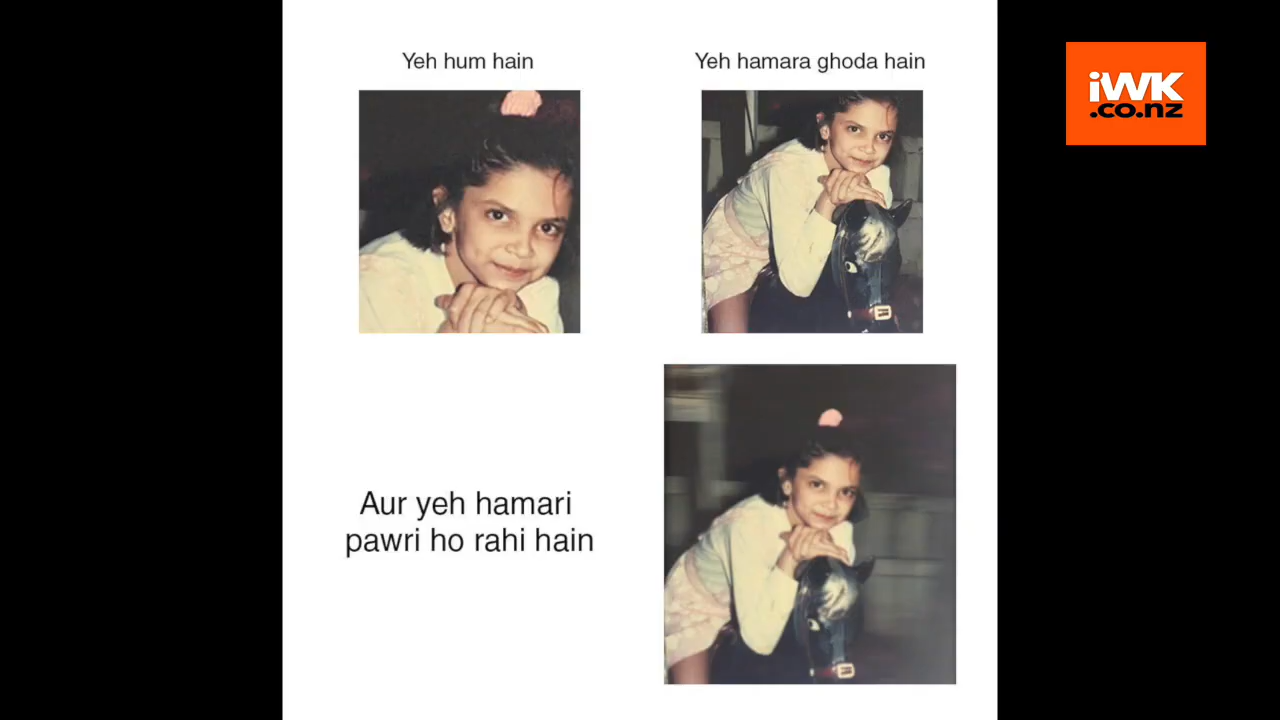 Yeh hum hain
Yeh hamara ghoda hain
iWK
.co.nz
Aur yeh hamari
pawri ho rahi hain